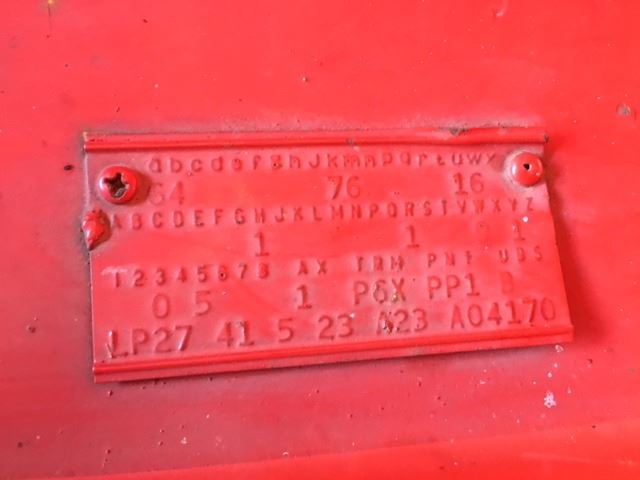 abcdefghJkmnpqrtuwx
64 76 16
ABCDEFGHJKLMNPQRSTVWXYZ
1 1 1
12345678 AX TRM PNT UDS
0 5 1 P6X PP1 B
LP27 41 5 23 A23 A04170